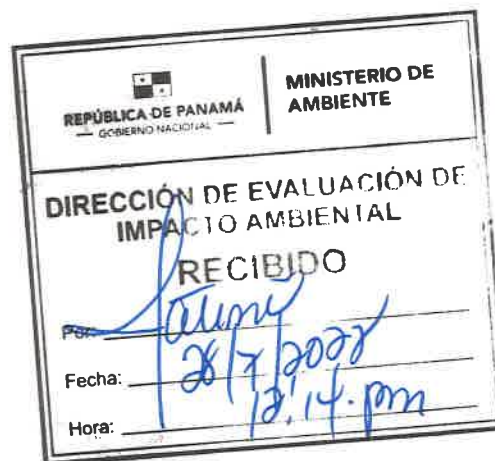 REPÚBLICA DE PANAMÁ
— GOBIERNO NACIONAL —
MINISTERIO DE
AMBIENTE
DIRECCIÓN DE EVALUACIÓN DE
IMPACTO AMBIENTAL
RECIBIDO
Por:
Fecha: 28/7/2022
Hora: 12:14 pm